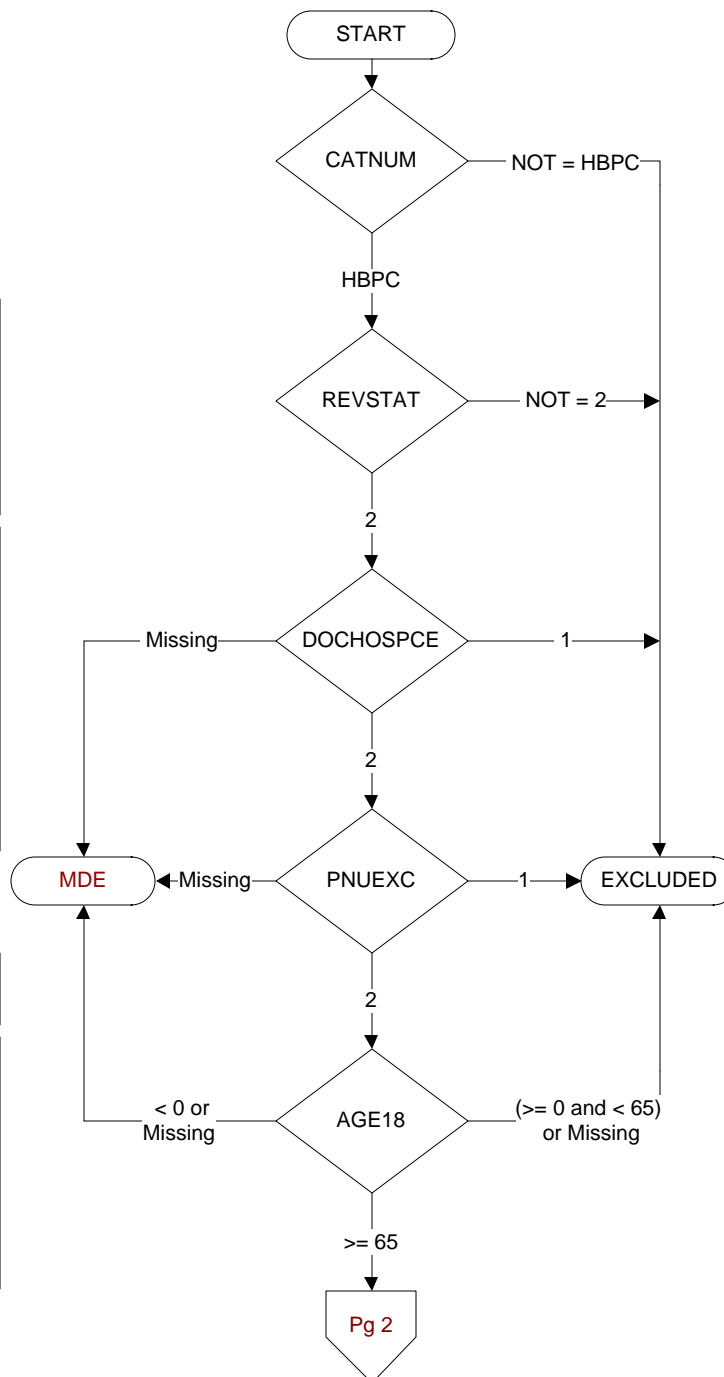 START
CATNUM
NOT = HBPC
HBPC
REVSTAT
NOT = 2
2
Missing
DOCHOSPCE
1
2
MDE
Missing
PNUEXC
1
EXCLUDED
2
< 0 or
Missing
AGE18
(>= 0 and < 65)
or Missing
>= 65
Pg 2